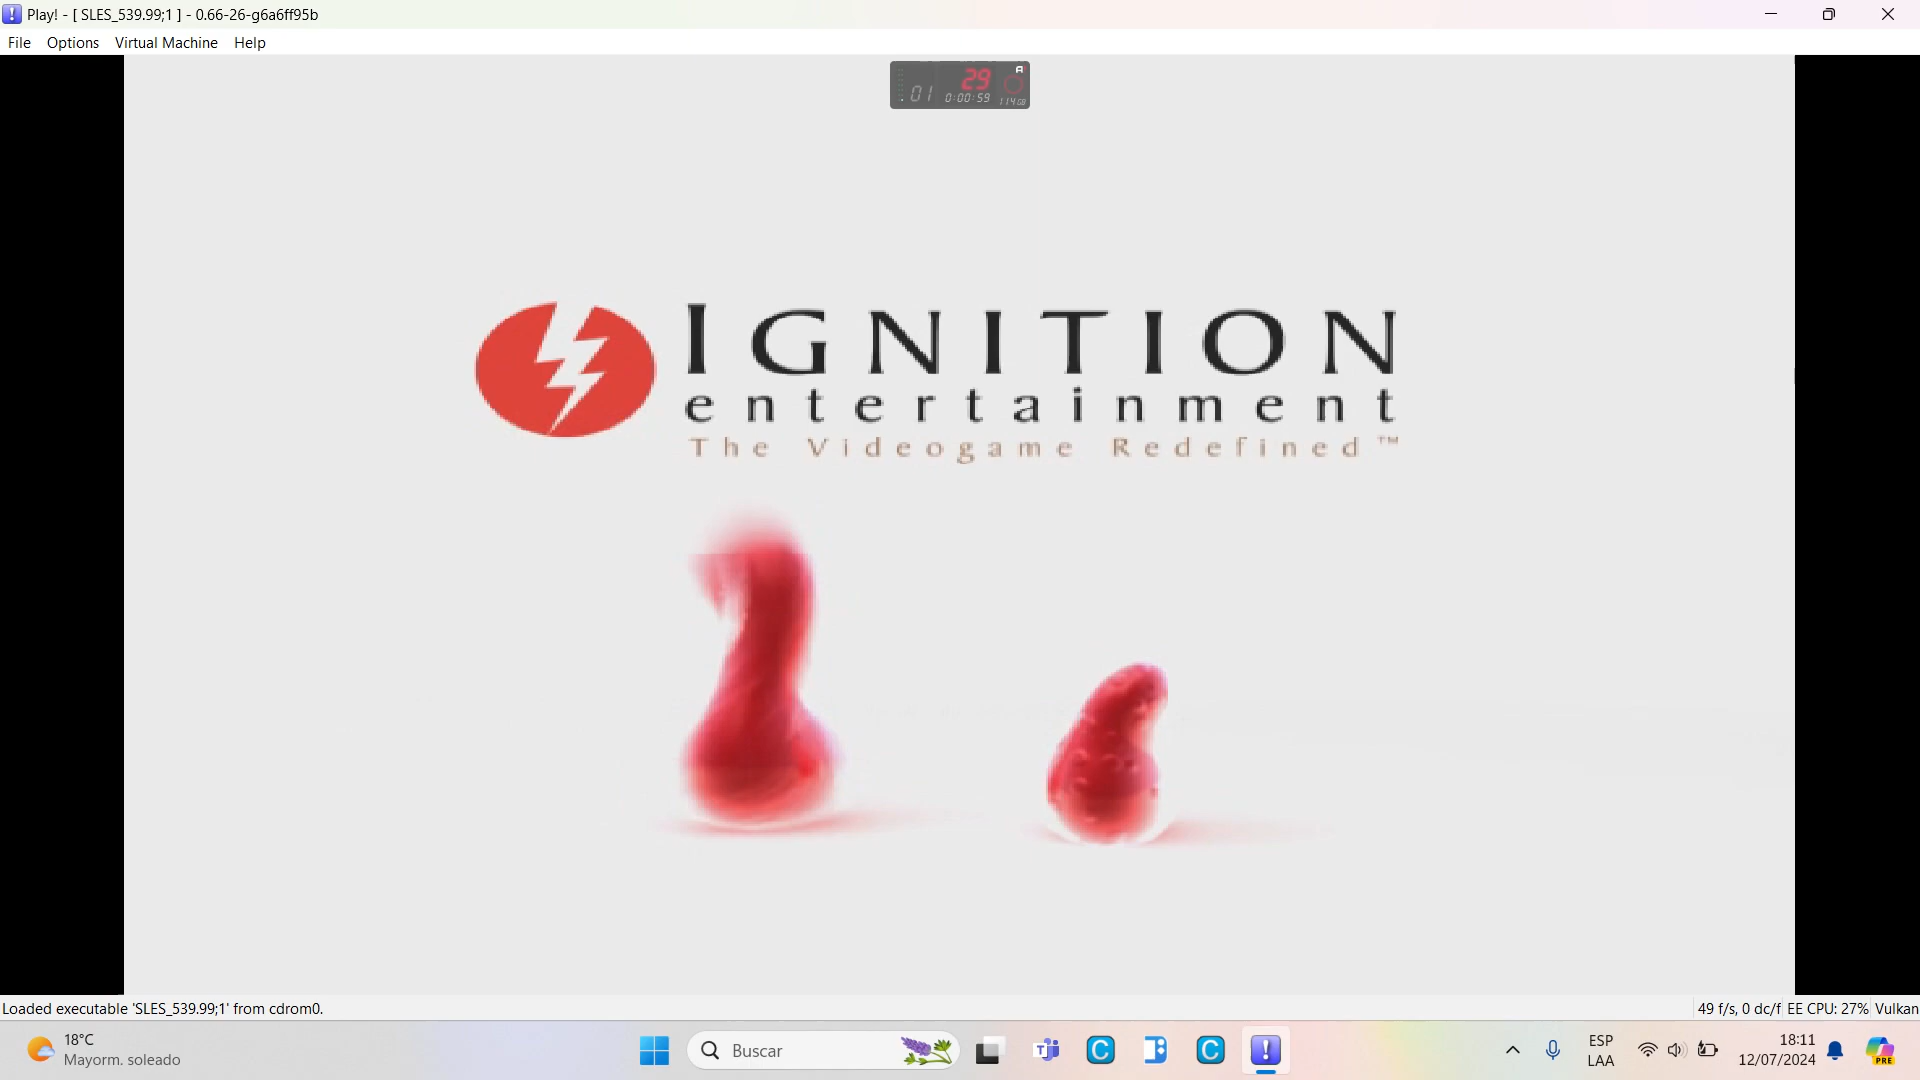 Play! - [ SLES_539.99;1 ] - 0.66-26-g6a6ff95b
File Options Virtual Machine Help
29 A
.01 0:00:59 114GB
IGNITION
entertainment
The Videogame Redefined™
Loaded executable 'SLES_539.99;1' from cdrom0.
49 f/s, 0 dc/f EE CPU: 27% Vulkan
18°C
Mayorm. soleado
Buscar
ESP
LAA
18:11
12/07/2024
PRE